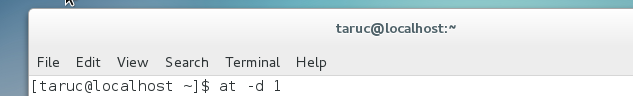 taruc@localhost:~
File Edit View Search Terminal Help
[taruc@localhost ~]$ at -d 1